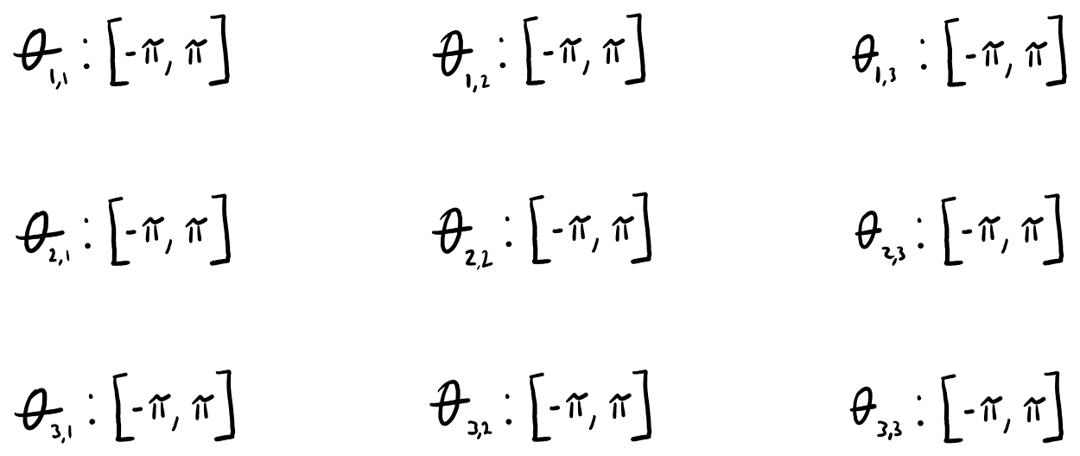 θ₁,₁ : [-π, π] θ₁,₂ : [-π, π] θ₁,₃ : [-π, π]
θ₂,₁ : [-π, π] θ₂,₂ : [-π, π] θ₂,₃ : [-π, π]
θ₃,₁ : [-π, π] θ₃,₂ : [-π, π] θ₃,₃ : [-π, π]